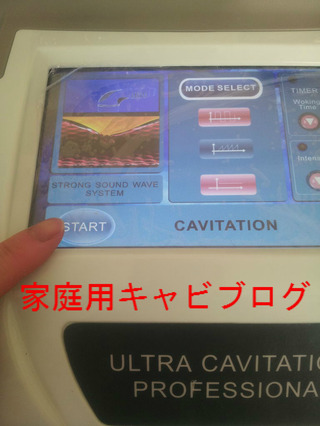 MODE SELECT
TIMER
STRONG SOUND WAVE
SYSTEM
START
CAVITATION
家庭用キャビブログ
ULTRA CAVITATIO
PROFESSIONA